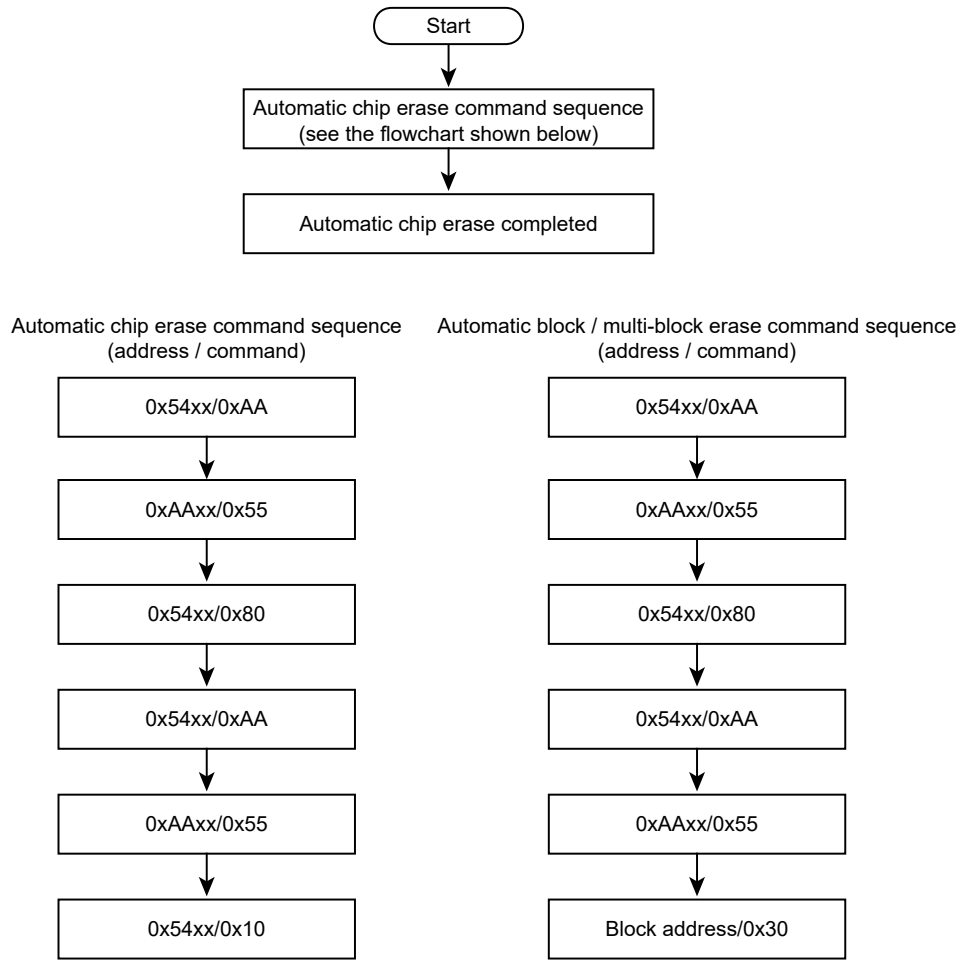 Start
Automatic chip erase command sequence
(see the flowchart shown below)
Automatic chip erase completed
Automatic chip erase command sequence
(address / command)
0x54xx/0xAA
0xAAxx/0x55
0x54xx/0x80
0x54xx/0xAA
0xAAxx/0x55
0x54xx/0x10
Automatic block / multi-block erase command sequence
(address / command)
0x54xx/0xAA
0xAAxx/0x55
0x54xx/0x80
0x54xx/0xAA
0xAAxx/0x55
Block address/0x30